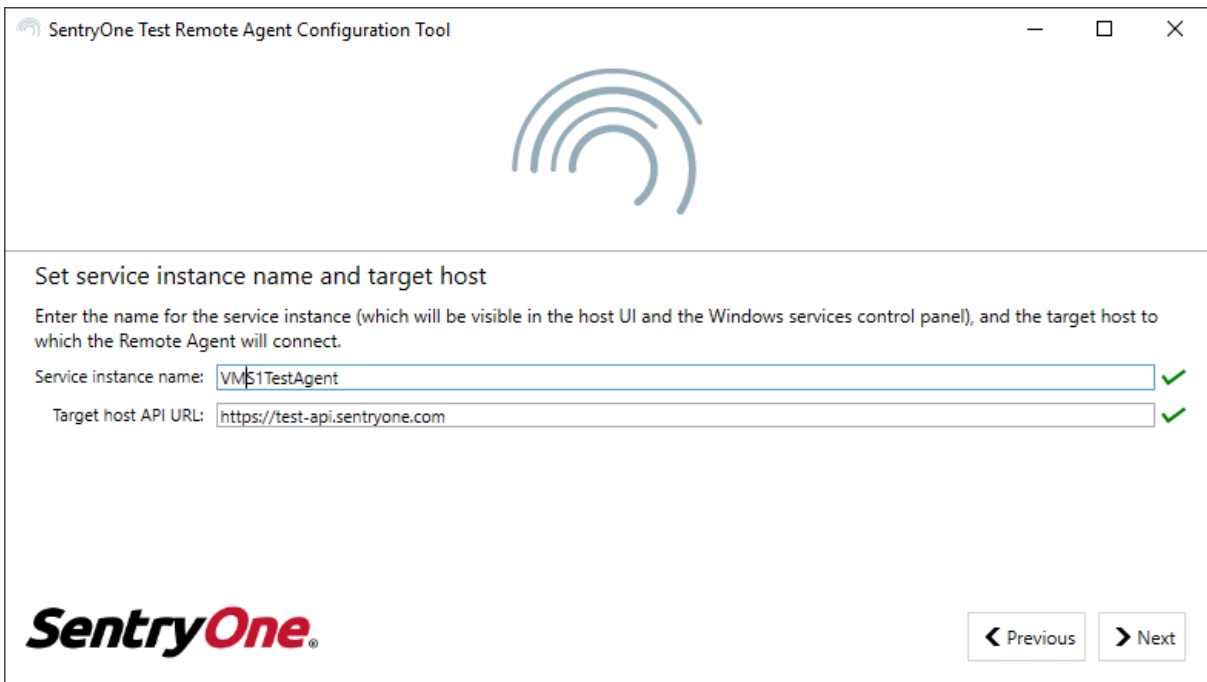 SentryOne Test Remote Agent Configuration Tool
Set service instance name and target host
Enter the name for the service instance (which will be visible in the host UI and the Windows services control panel), and the target host to
which the Remote Agent will connect.
Service instance name: VMS1TestAgent
Target host API URL: https://test-api.sentryone.com
SentryOne®
Previous
Next